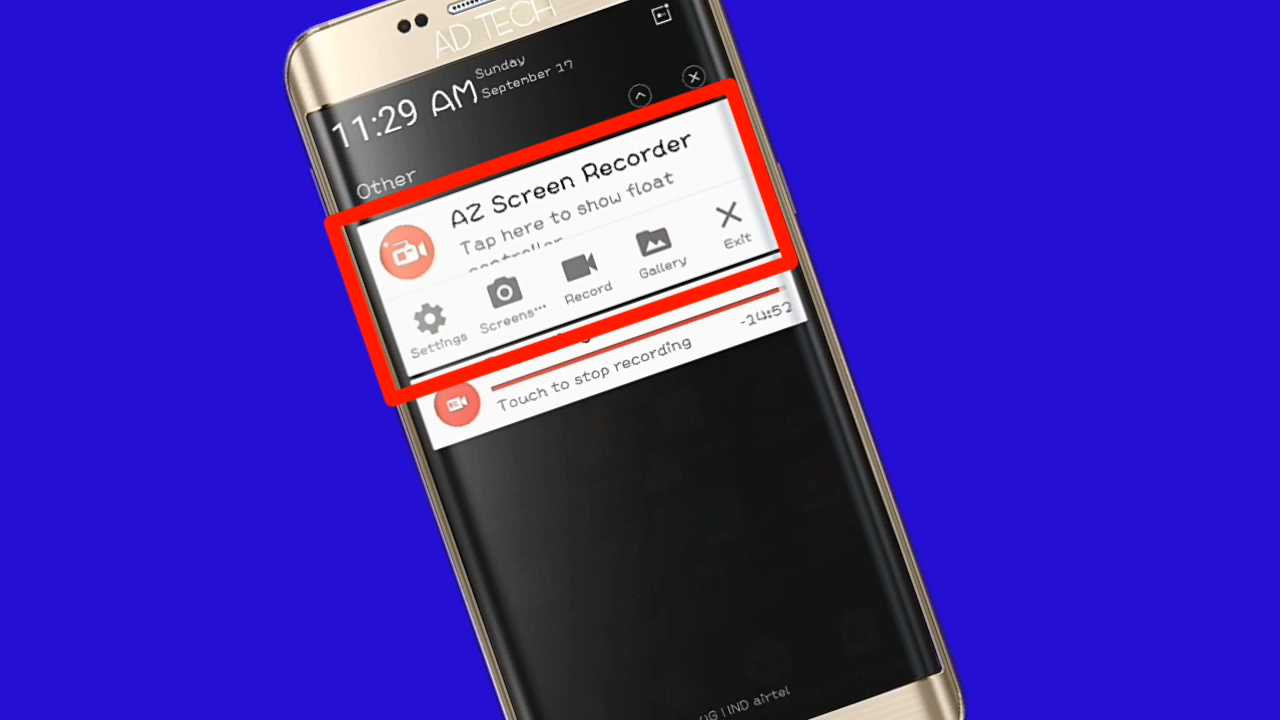 AD TECH
11:29 AM
Sunday
September 17
Other
AZ Screen Recorder
Tap here to show float
controller
Settings
Screens...
Record
Gallery
Exit
-14:52
Touch to stop recording
IND airtel